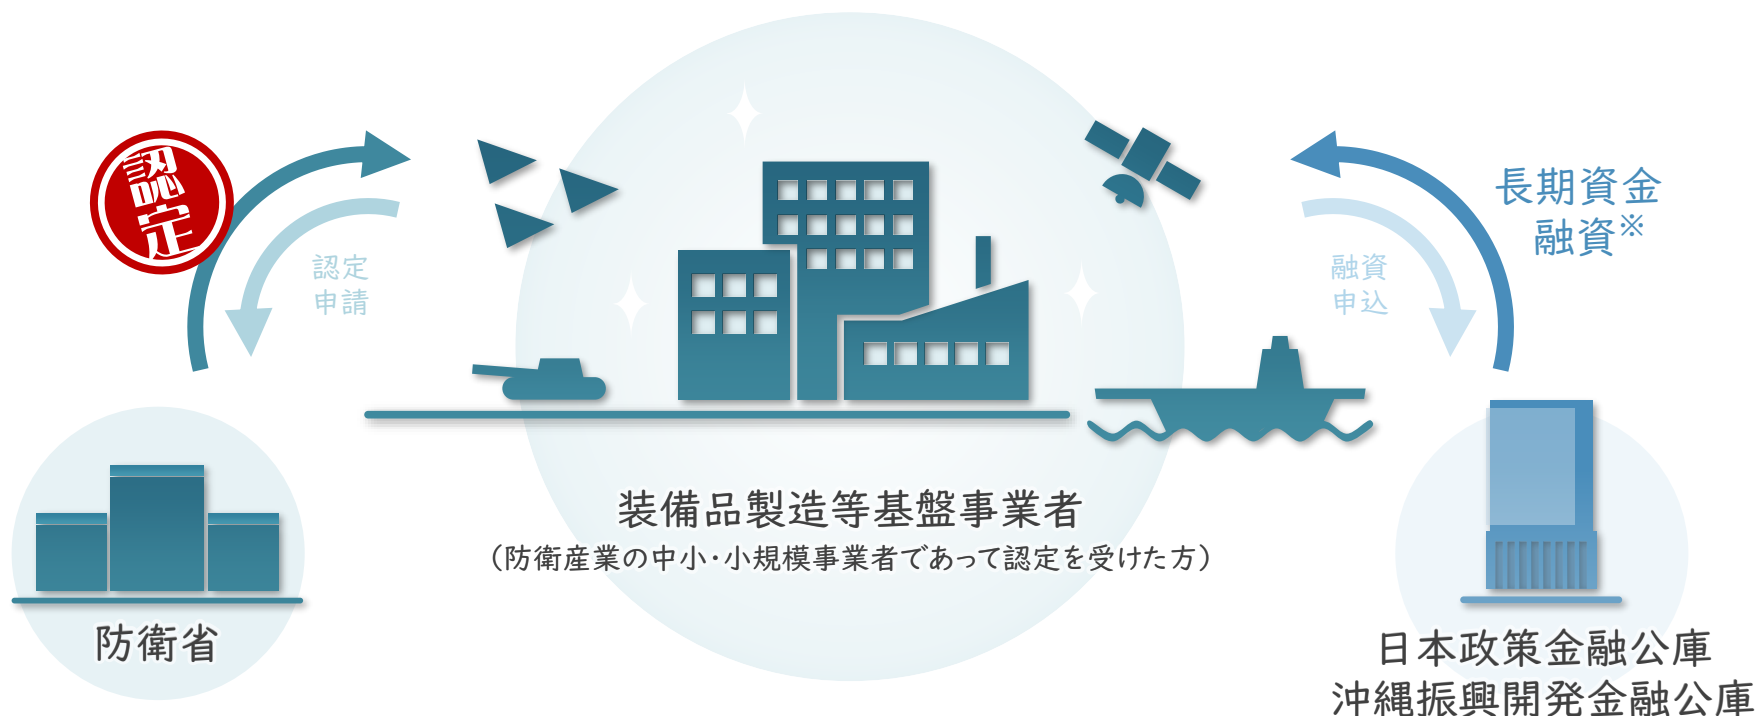 認定
認定
申請
防衛省
装備品製造等基盤事業者
（防衛産業の中小・小規模事業者であって認定を受けた方）
融資
申込
長期資金
融資※
日本政策金融公庫
沖縄振興開発金融公庫